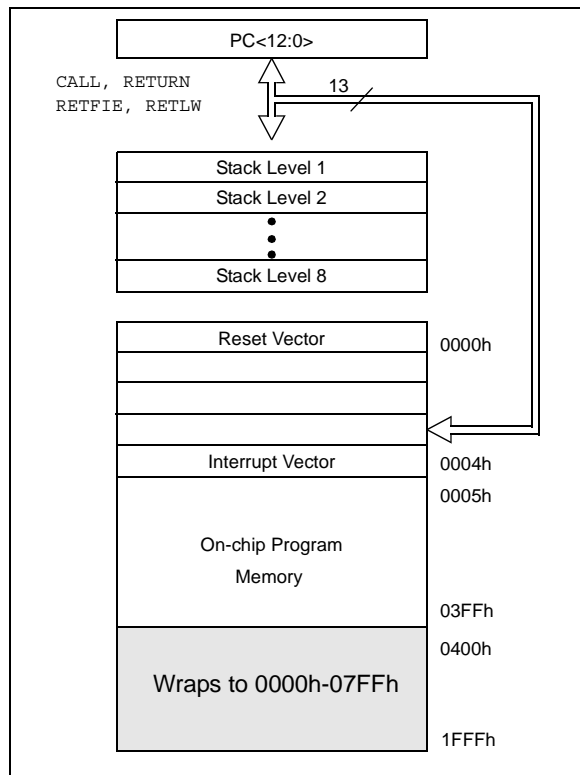 PC<12:0>
CALL, RETURN
RETFIE, RETLW
13
Stack Level 1
Stack Level 2
Stack Level 8
Reset Vector
0000h
Interrupt Vector
0004h
0005h
On-chip Program
Memory
03FFh
0400h
Wraps to 0000h-07FFh
1FFFh